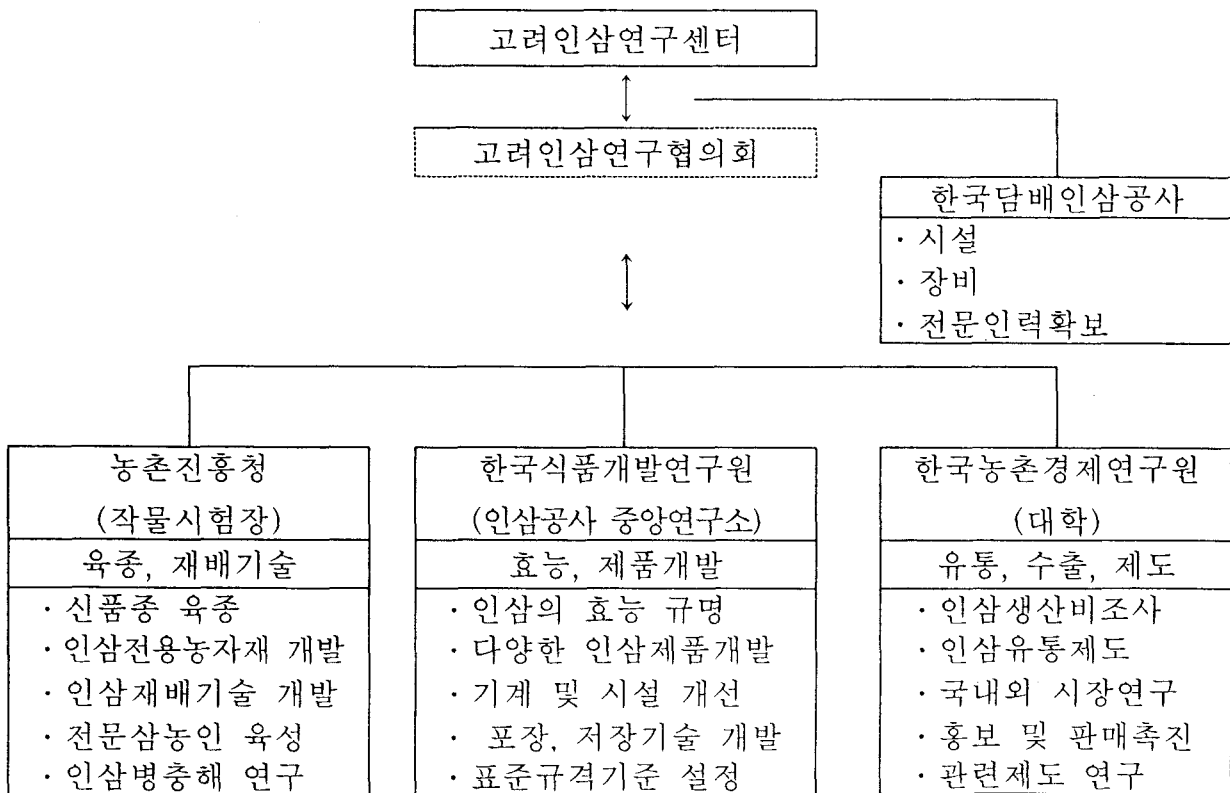 고려인삼연구센터
고려인삼연구협의회
한국담배인삼공사
· 시설
· 장비
· 전문인력확보
농촌진흥청
(작물시험장)
육종, 재배기술
· 신품종 육종
· 인삼전용농자재 개발
· 인삼재배기술 개발
· 전문삼농인 육성
· 인삼병충해 연구
한국식품개발연구원
(인삼공사 중앙연구소)
효능, 제품개발
· 인삼의 효능 규명
· 다양한 인삼제품개발
· 기계 및 시설 개선
· 포장, 저장기술 개발
· 표준규격기준 설정
한국농촌경제연구원
(대학)
유통, 수출, 제도
· 인삼생산비조사
· 인삼유통제도
· 국내외 시장연구
· 홍보 및 판매촉진
· 관련제도 연구